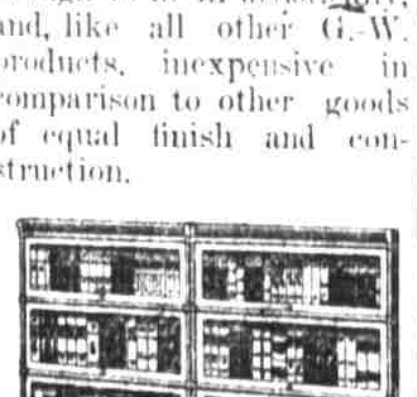 and, like all other G.-W.
products, inexpensive in
comparison to other goods
of equal finish and con-
struction.